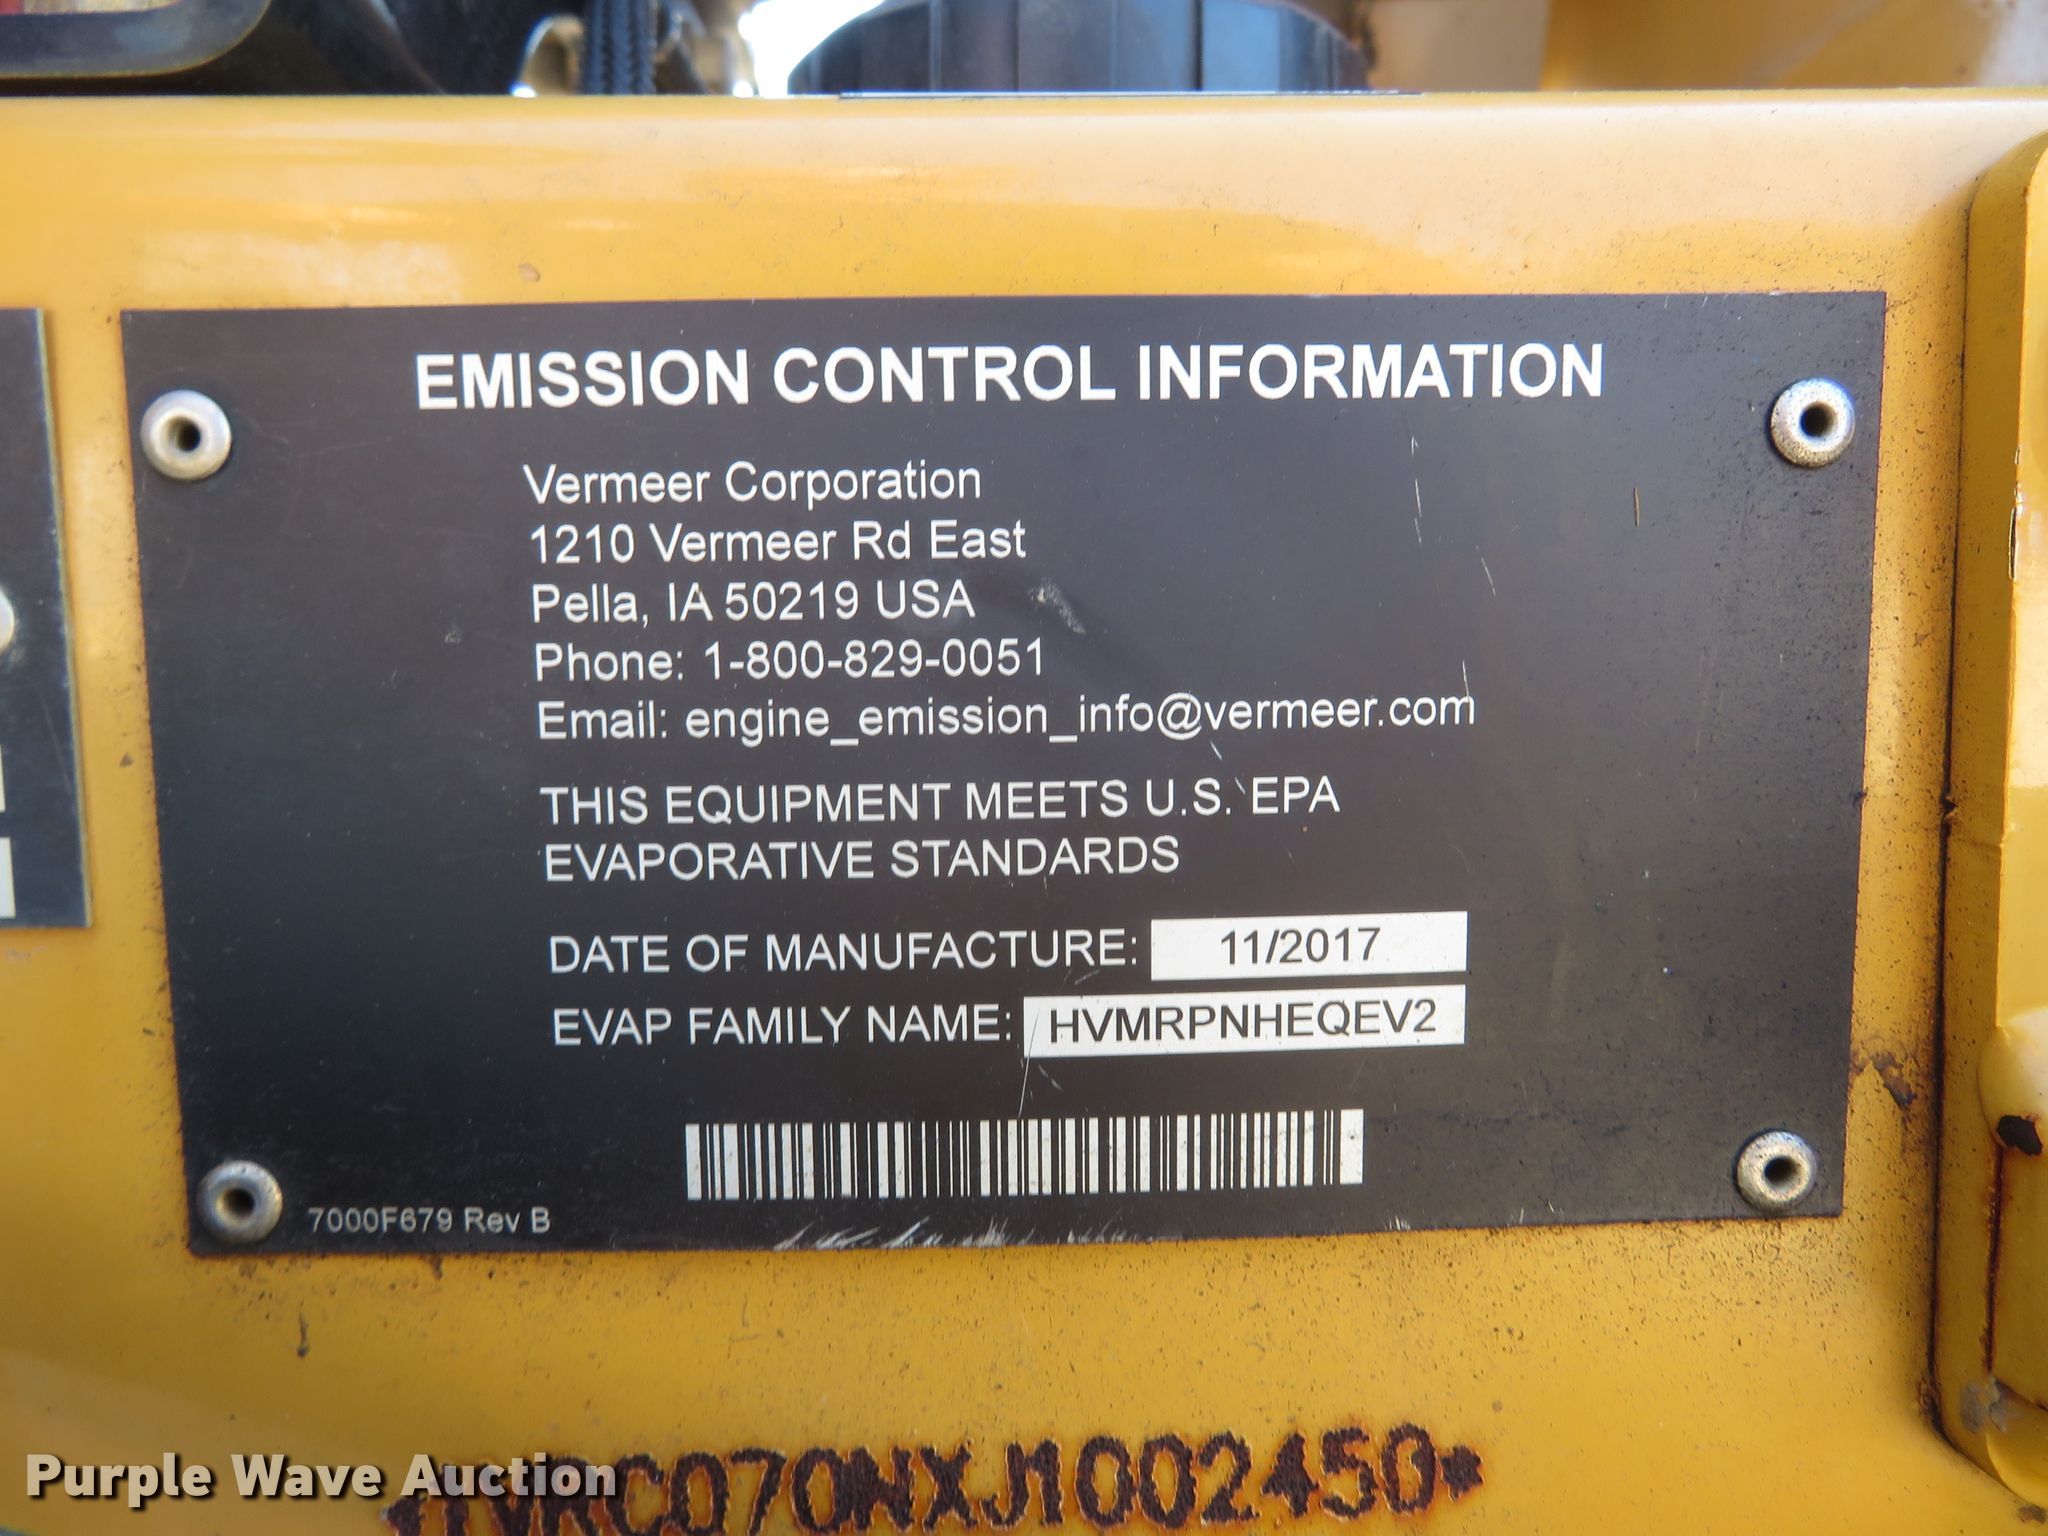 EMISSION CONTROL INFORMATION
Vermeer Corporation
1210 Vermeer Rd East
Pella, IA 50219 USA
Phone: 1-800-829-0051
Email: engine_emission_info@vermeer.com
THIS EQUIPMENT MEETS U.S. EPA
EVAPORATIVE STANDARDS
DATE OF MANUFACTURE: 11/2017
EVAP FAMILY NAME: HVMRPNHEQEV2
7000F679 Rev B
Purple Wave Auction